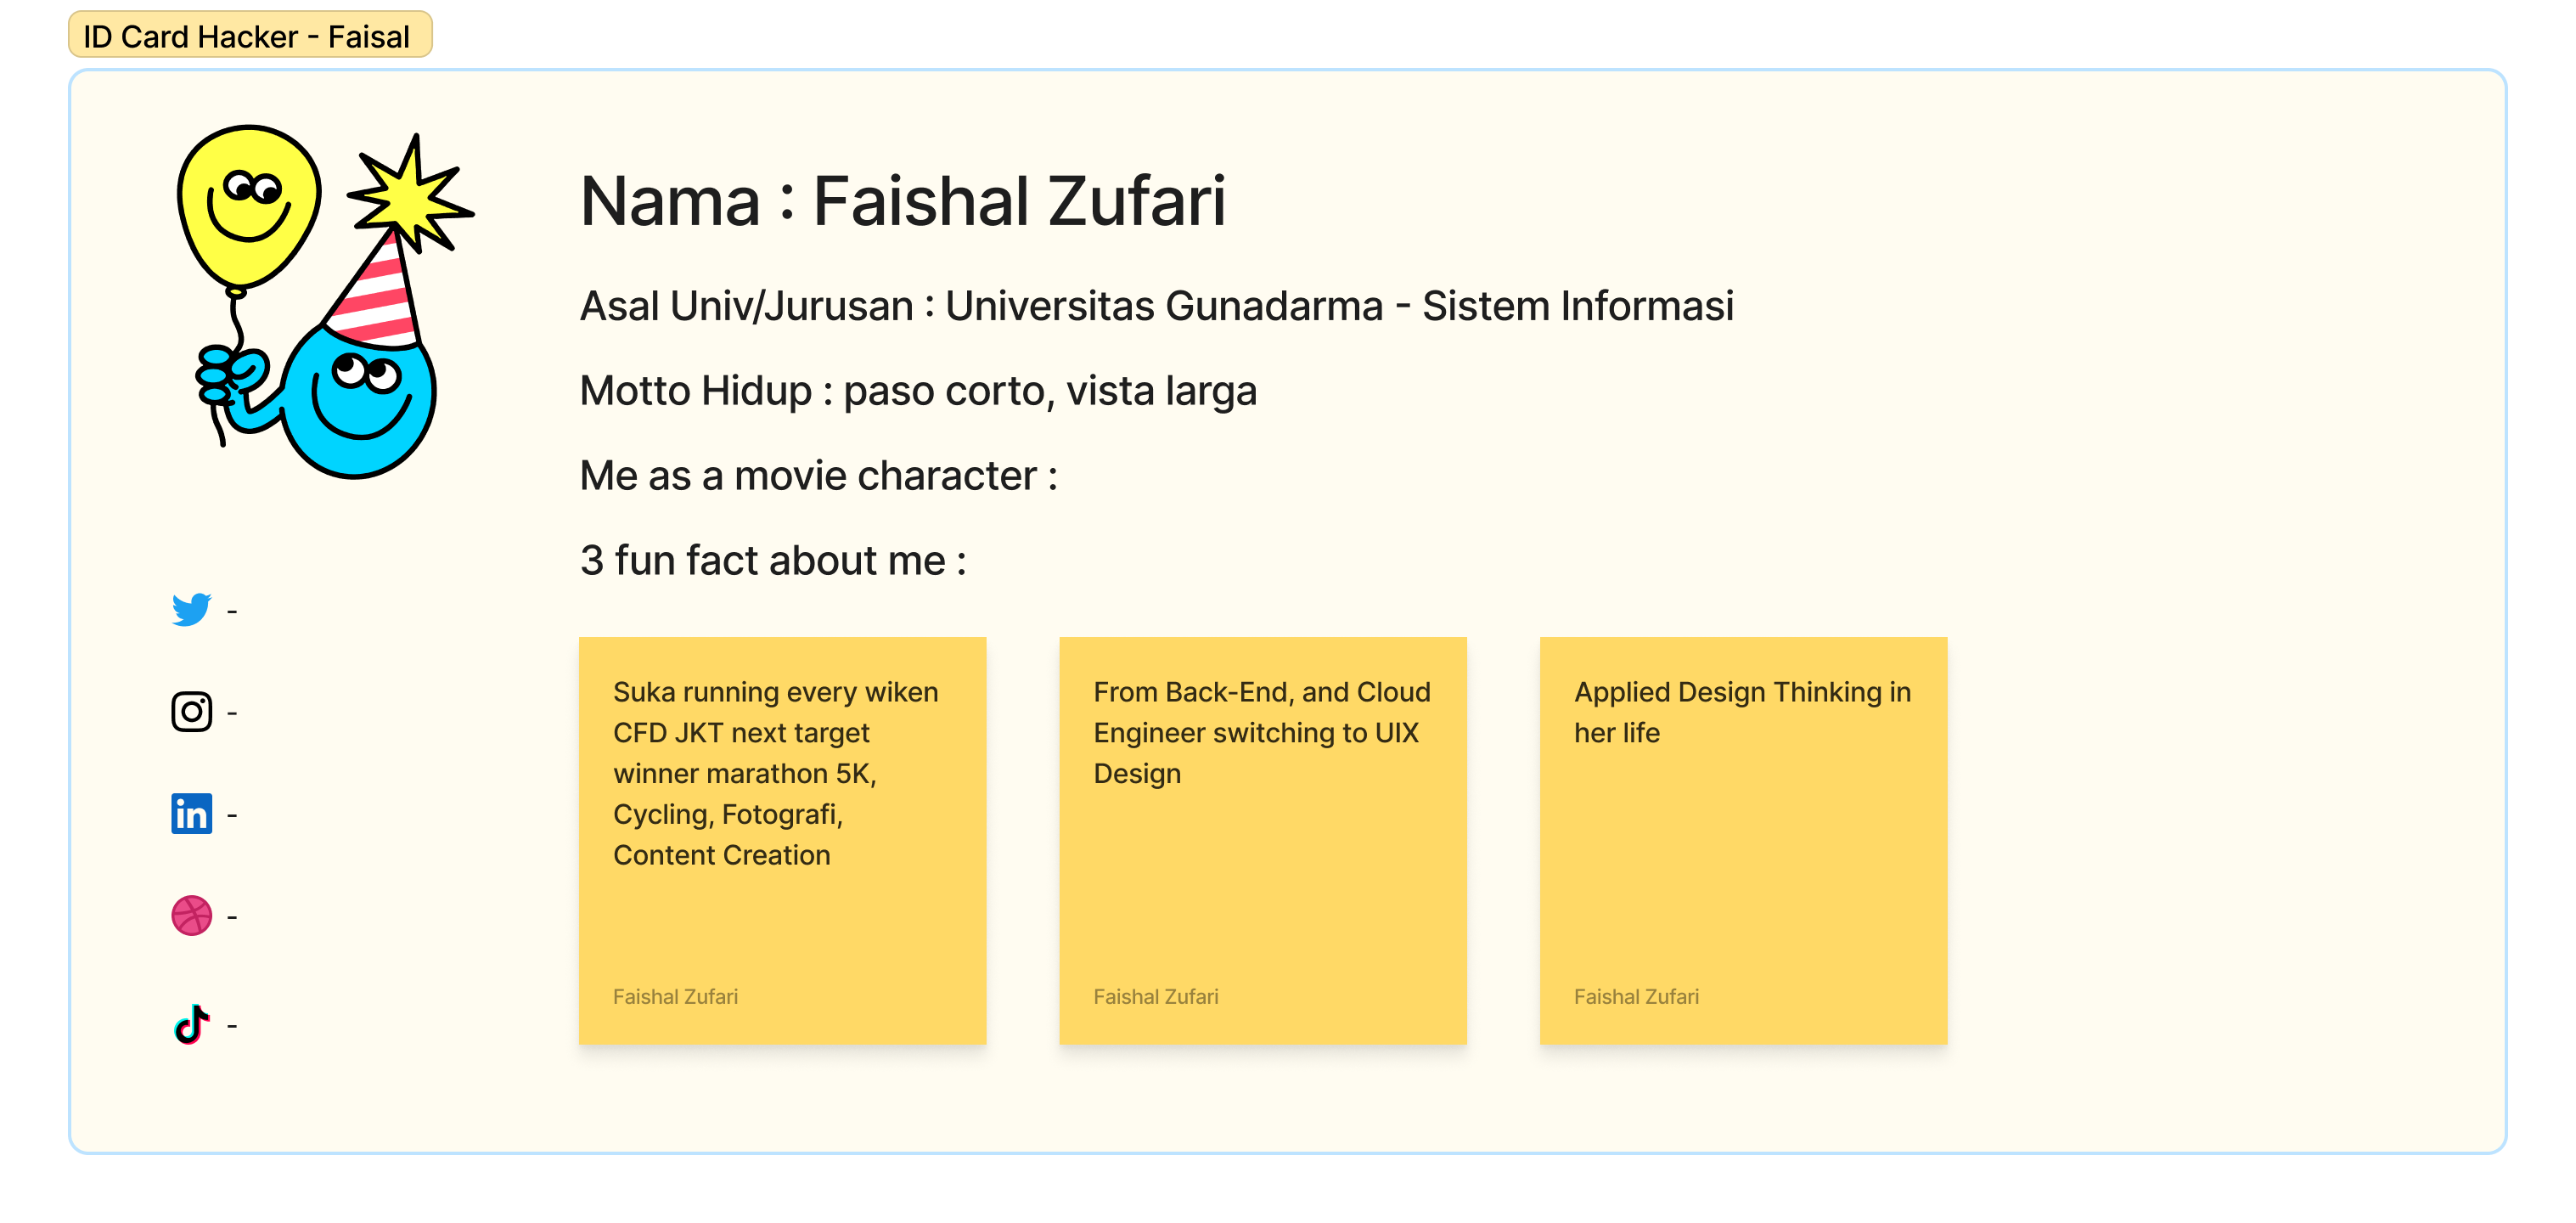 ID Card Hacker - Faisal
Nama : Faishal Zufari
Asal Univ/Jurusan : Universitas Gunadarma - Sistem Informasi
Motto Hidup : paso corto, vista larga
Me as a movie character :
3 fun fact about me :
-
-
in -
-
-
Suka running every wiken
CFD JKT next target
winner marathon 5K,
Cycling, Fotografi,
Content Creation
Faishal Zufari
From Back-End, and Cloud
Engineer switching to UIX
Design
Faishal Zufari
Applied Design Thinking in
her life
Faishal Zufari